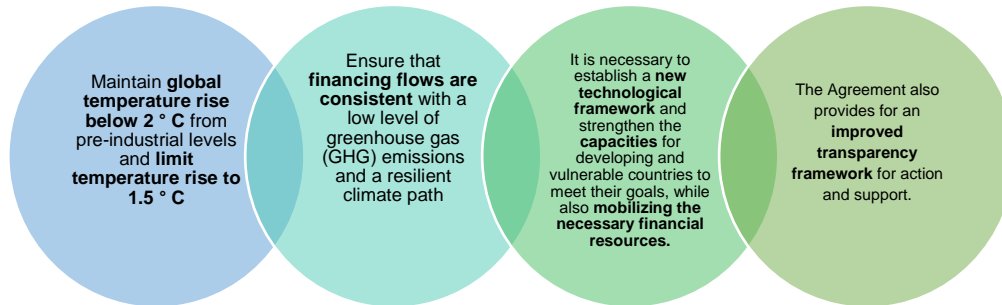 Maintain global
temperature rise
below 2 ° C from
pre-industrial levels
and limit
temperature rise to
1.5 ° C
Ensure that
financing flows are
consistent with a
low level of
greenhouse gas
(GHG) emissions
and a resilient
climate path
It is necessary to
establish a new
technological
framework and
strengthen the
capacities for
developing and
vulnerable countries to
meet their goals, while
also mobilizing the
necessary financial
resources.
The Agreement also
provides for an
improved
transparency
framework for action
and support.